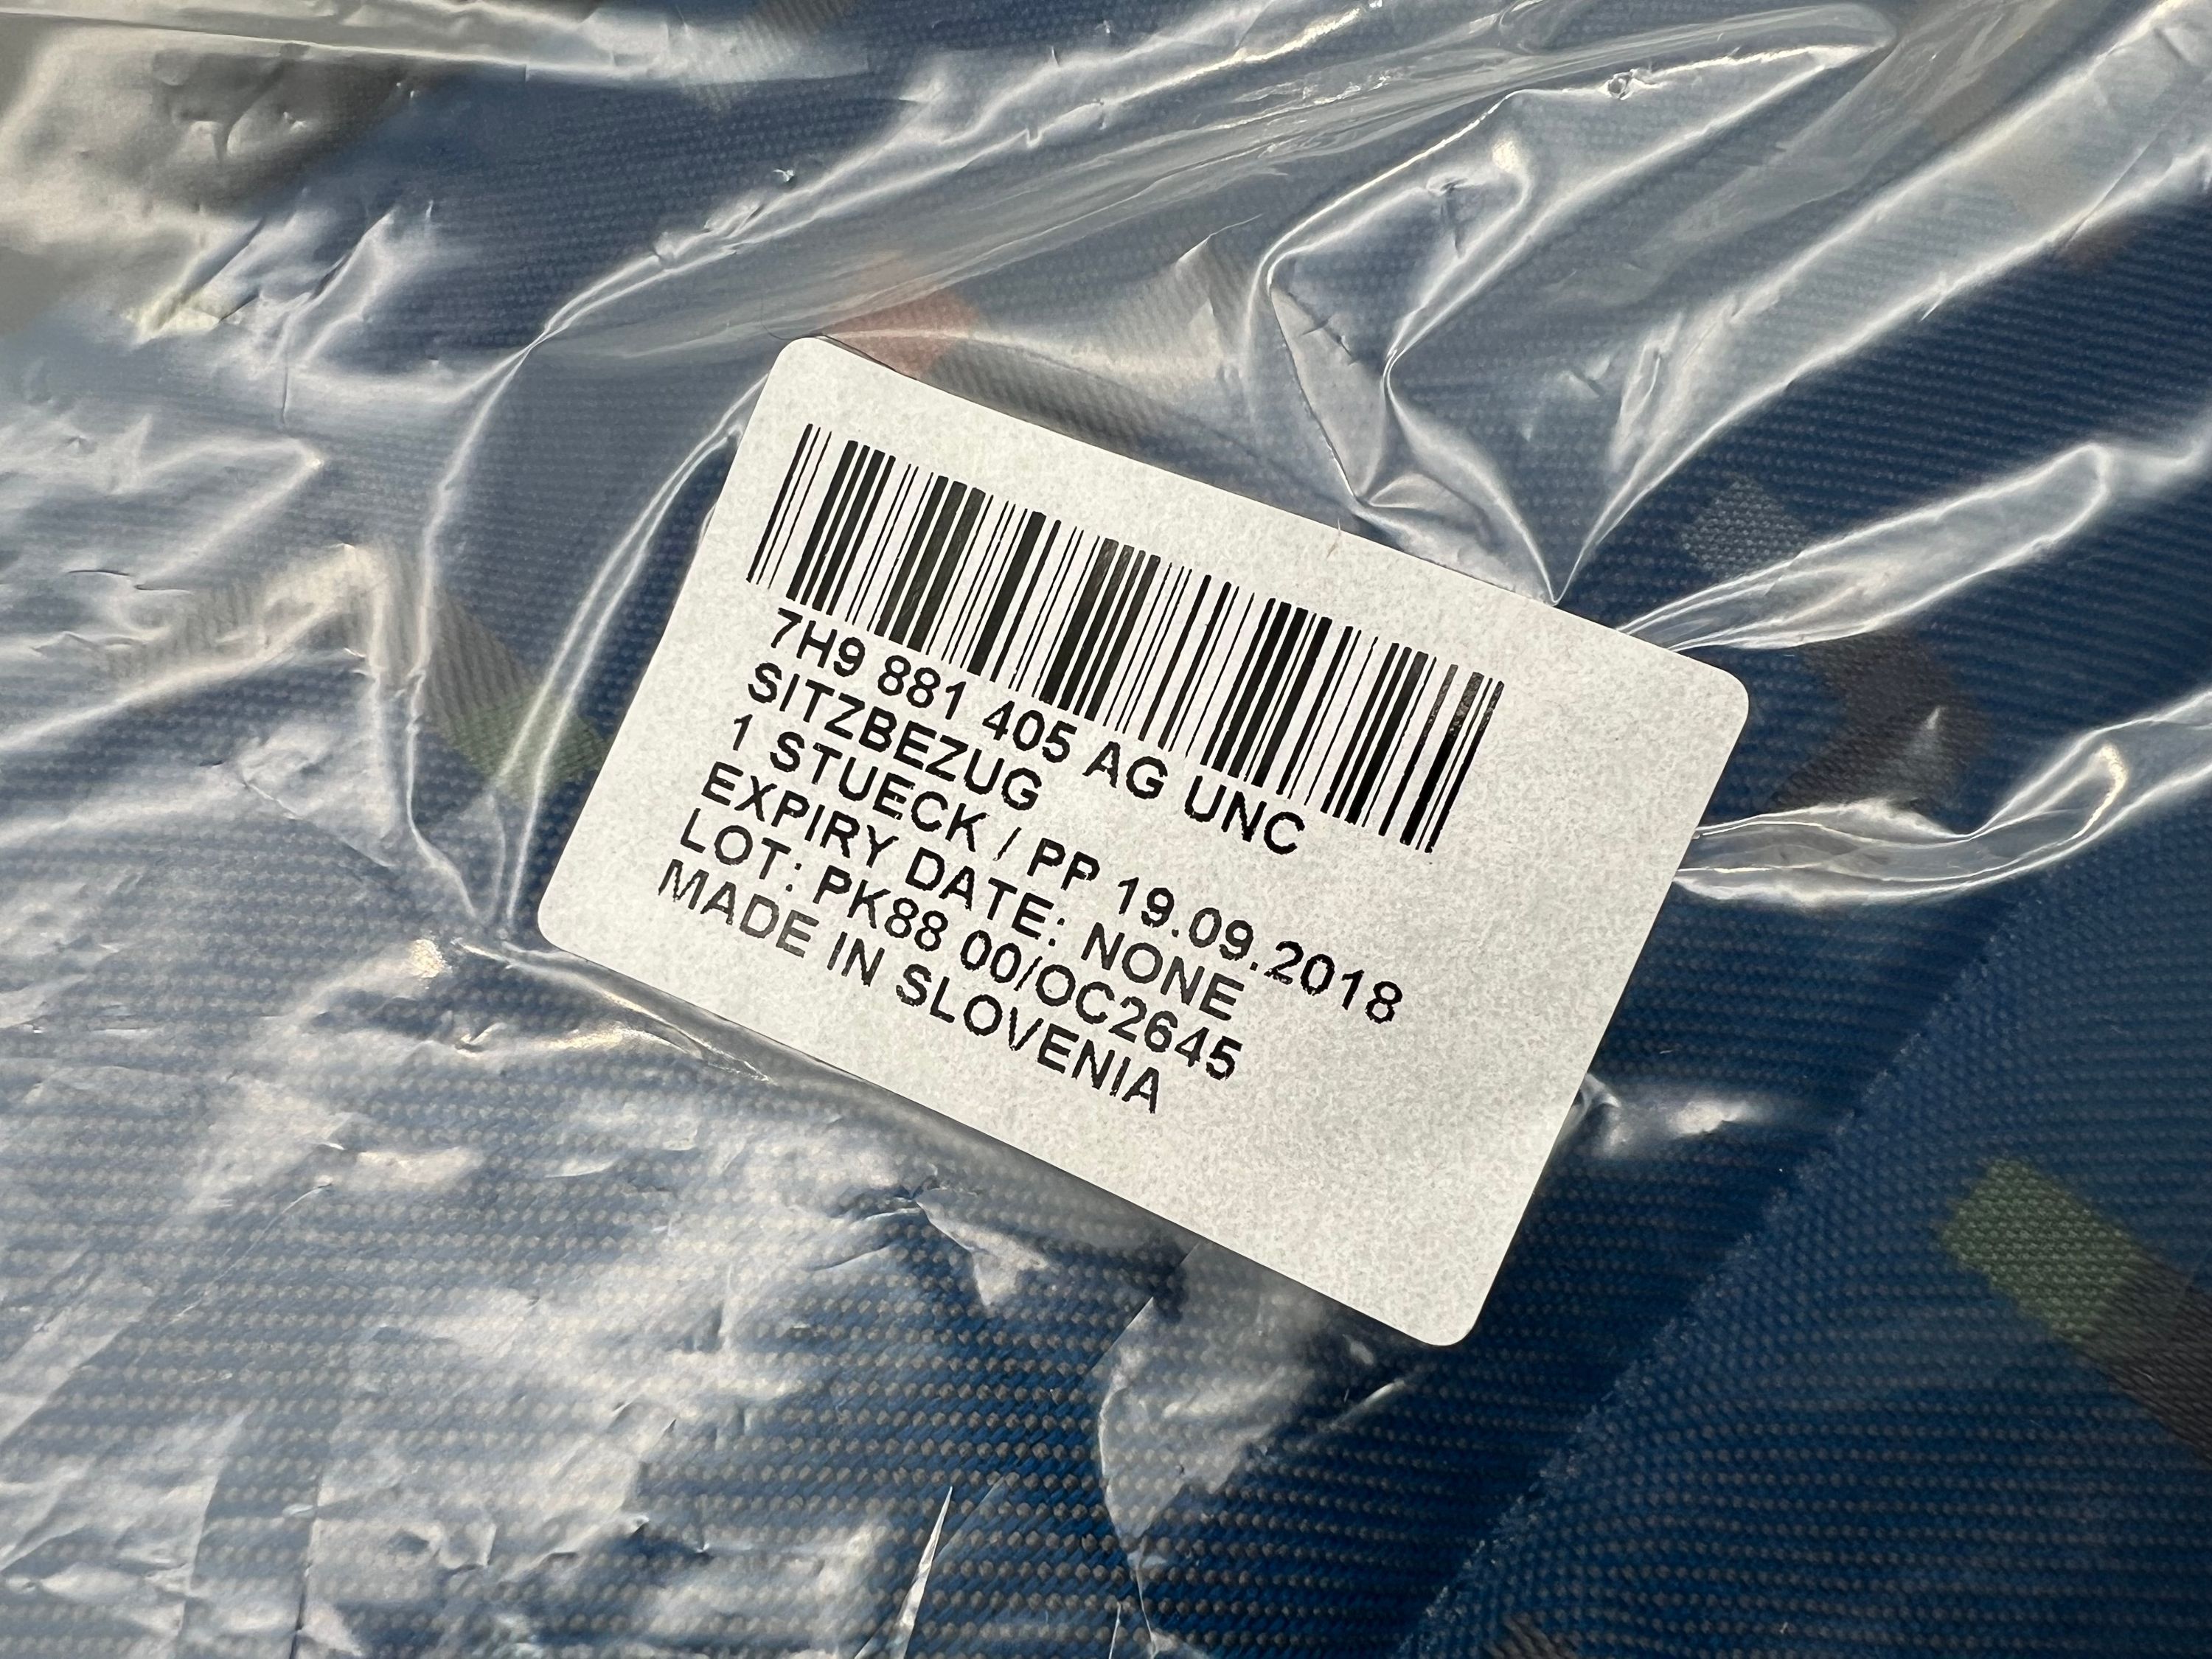 7H9 881 405 AG UNC
SITZBEZUG
1 STUECK / PP 19.09.2018
EXPIRY DATE: NONE
LOT: PK88 00/OC2645
MADE IN SLOVENIA